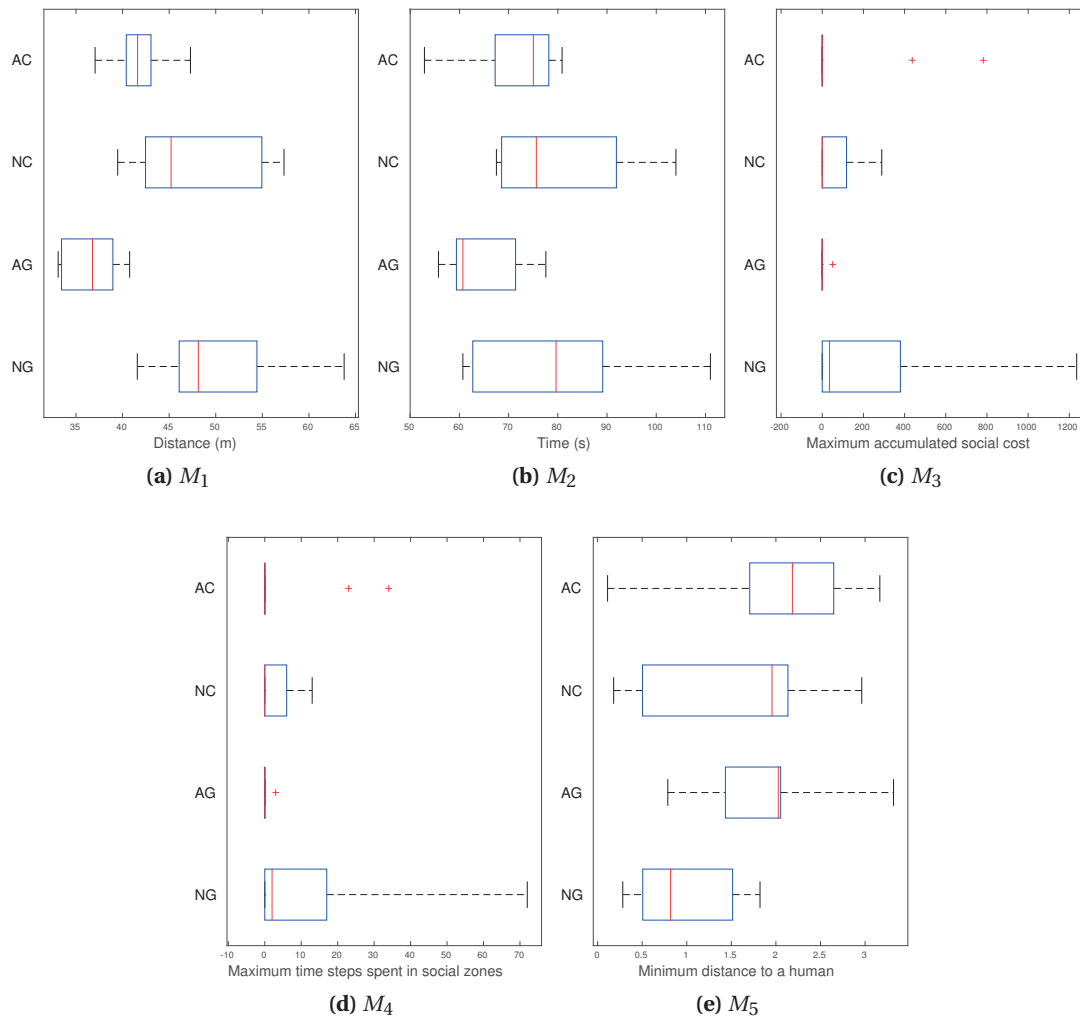 AC
NC
AG
NG
35 40 45 50 55 60 65
Distance (m)
(a) M1
AC
NC
AG
NG
50 60 70 80 90 100 110
Time (s)
(b) M2
AC
NC
AG
NG
-200 0 200 400 600 800 1000 1200
Maximum accumulated social cost
(c) M3
AC
NC
AG
NG
-10 0 10 20 30 40 50 60 70
Maximum time steps spent in social zones
(d) M4
AC
NC
AG
NG
0 0.5 1 1.5 2 2.5 3
Minimum distance to a human
(e) M5